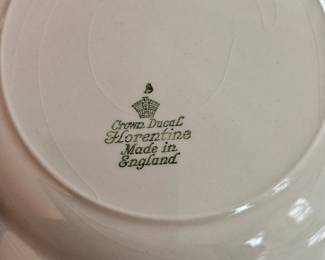 B
Crown Ducal
Florentine
Made in
England